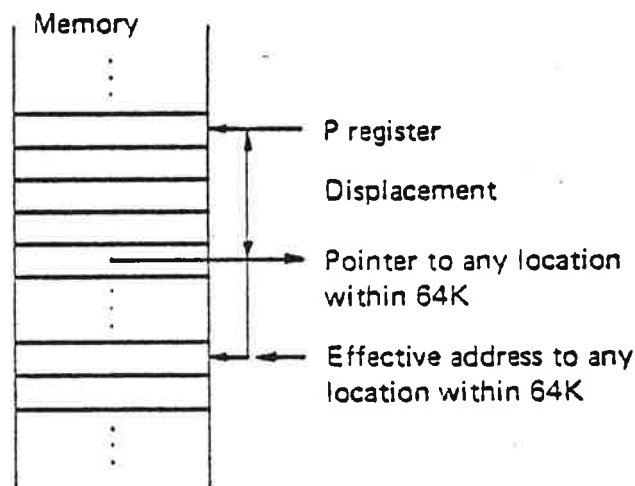 Memory
P register
Displacement
Pointer to any location
within 64K
Effective address to any
location within 64K